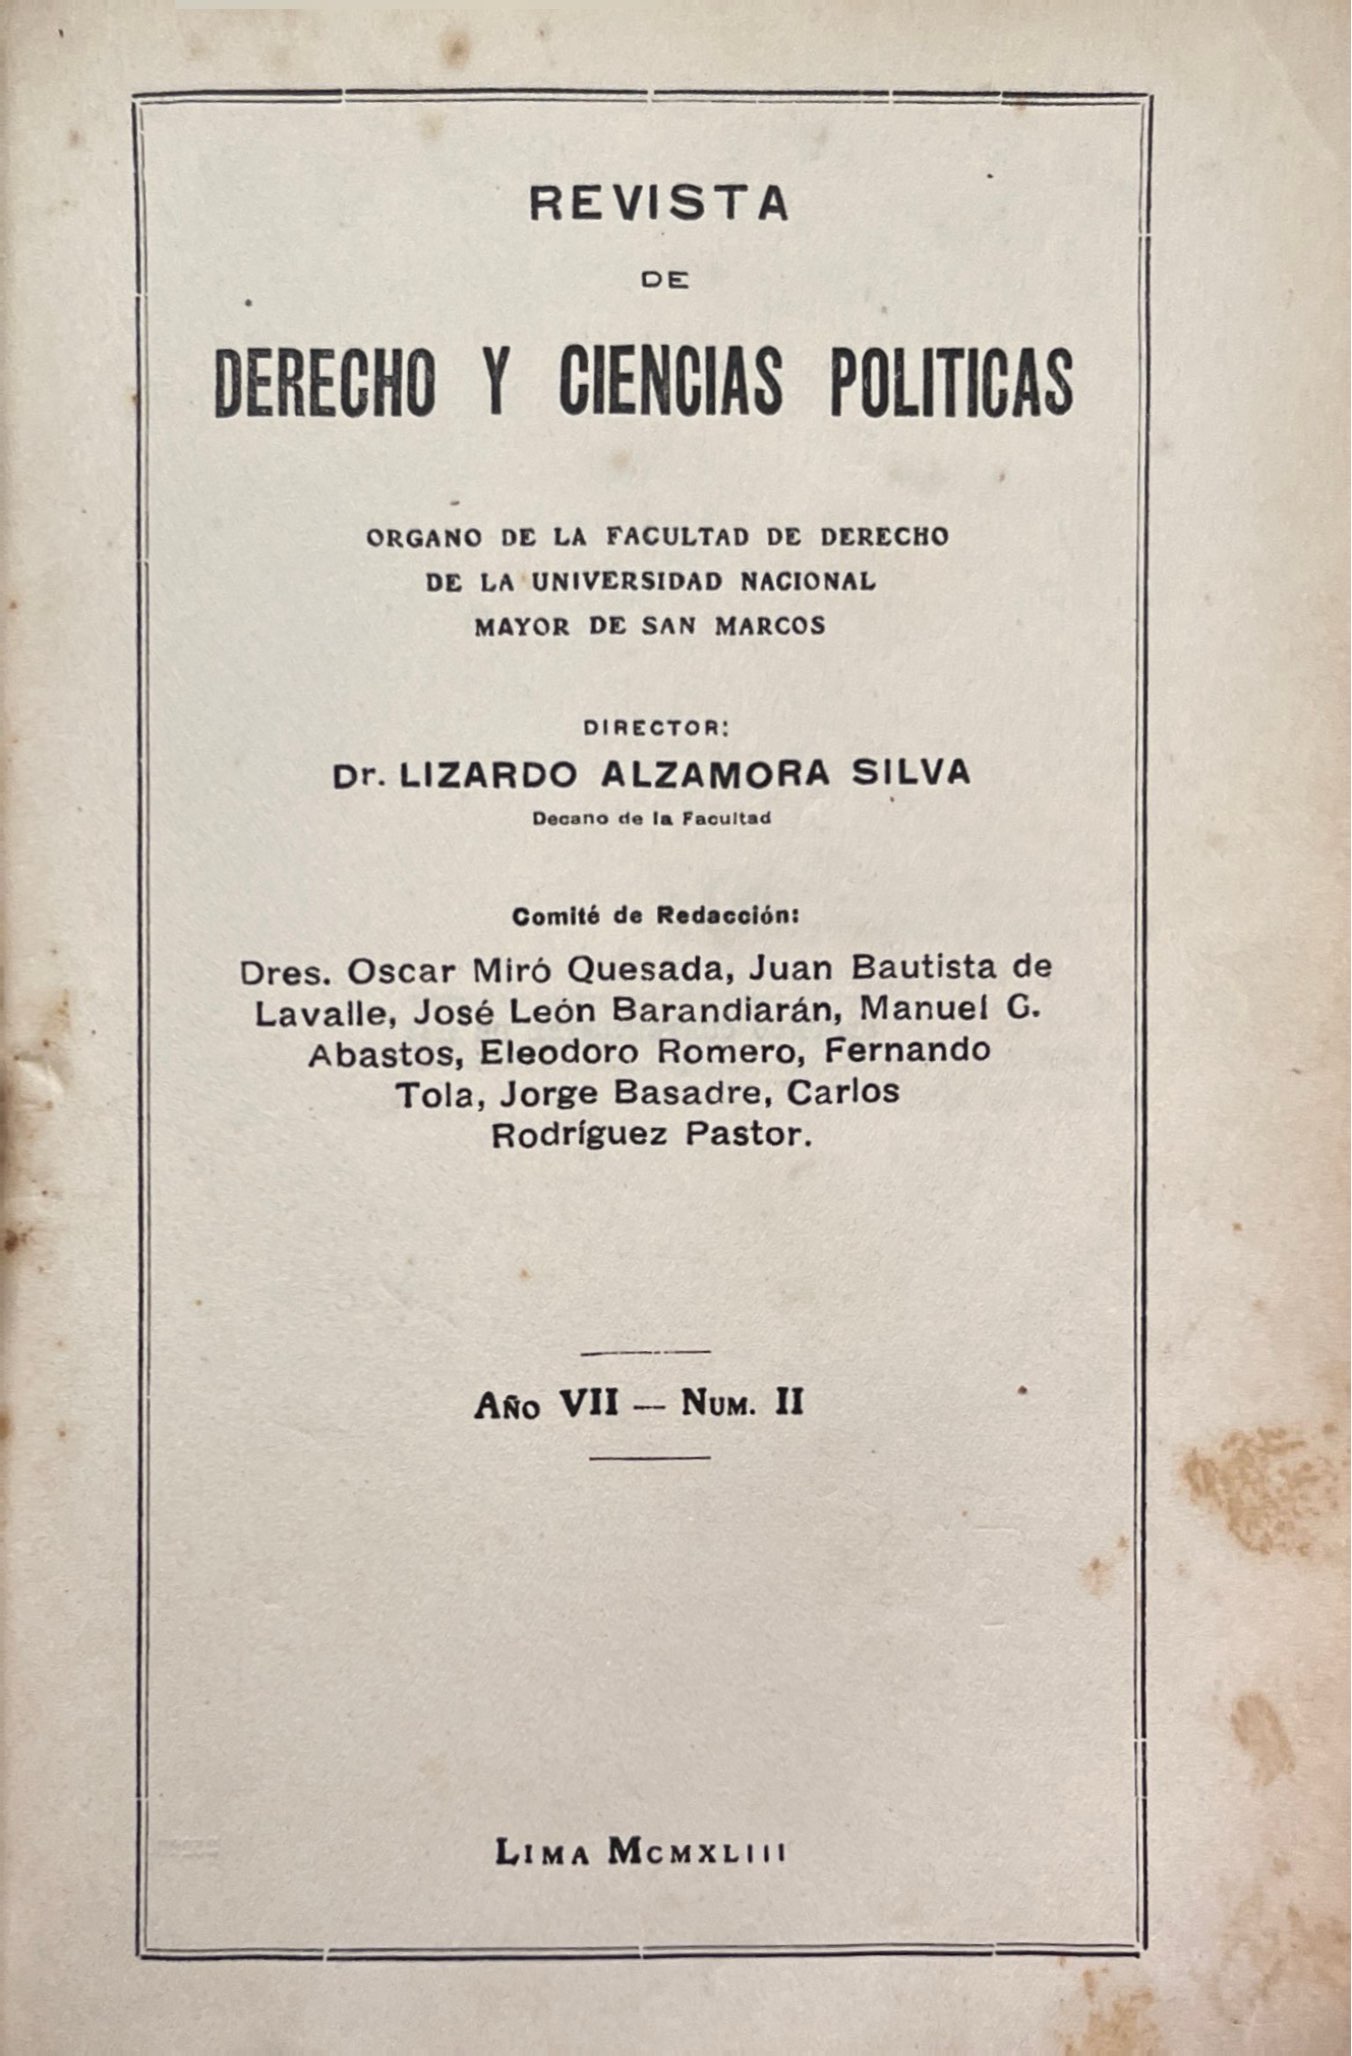 REVISTA
DE
DERECHO Y CIENCIAS POLITICAS
ORGANO DE LA FACULTAD DE DERECHO
DE LA UNIVERSIDAD NACIONAL
MAYOR DE SAN MARCOS
DIRECTOR:
Dr. LIZARDO ALZAMORA SILVA
Decano de la Facultad
Comité de Redacción:
Dres. Oscar Miró Quesada, Juan Bautista de
Lavalle, José León Barandiarán, Manuel G.
Abastos, Eleodoro Romero, Fernando
Tola, Jorge Basadre, Carlos
Rodríguez Pastor.
AÑO VII — NUM. II
LIMA MCMXLIII